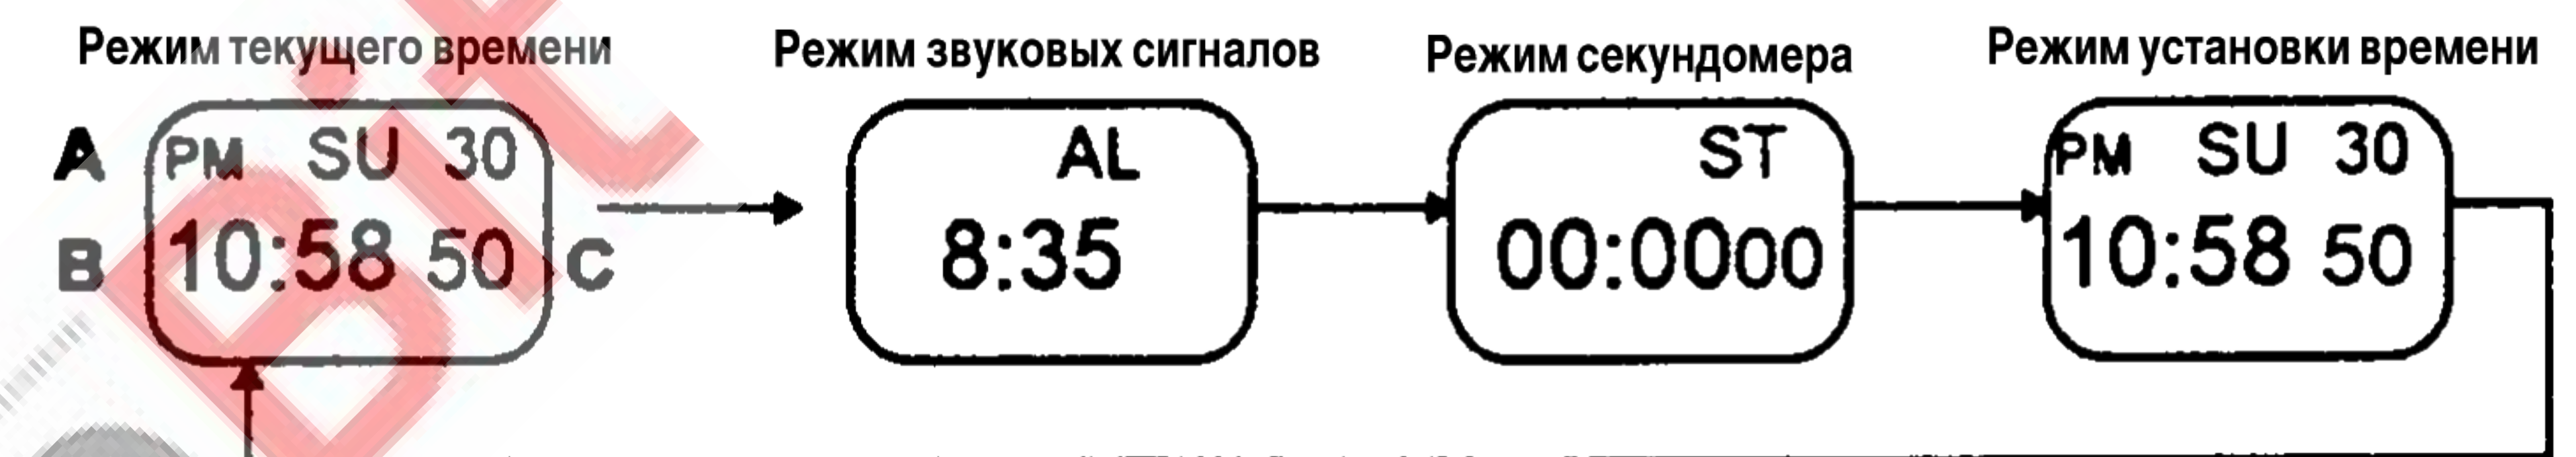 Режим текущего времени
Режим звуковых сигналов
Режим секундомера
Режим установки времени
A
PM SU 30
B
10:58 50
C
AL
8:35
ST
00:0000
PM SU 30
10:58 50